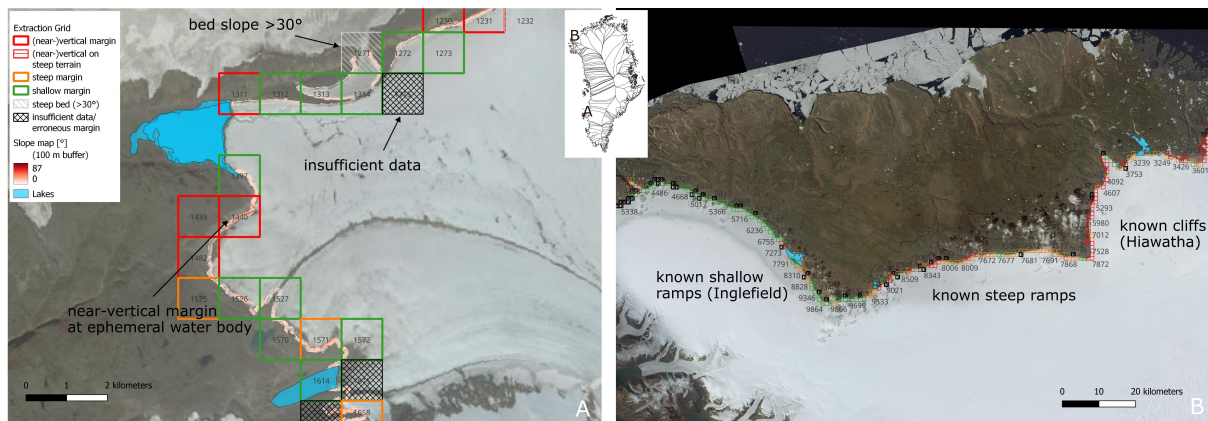 bed slope >30°
Extraction Grid
(near-)vertical margin
(near-)vertical on
steep terrain
steep margin
shallow margin
steep bed (>30°)
insufficient data/
erroneous margin
Slope map [°]
(100 m buffer)
87
0
Lakes
1230
1231
1232
1271
1272
1273
1311
1312
1313
1314
insufficient data
1397
1439
1440
1482
1525
1526
1527
near-vertical margin
at ephemeral water body
1570
1571
1572
1614
1658
0 1 2 kilometers
A
B
A
5338
4486
4668
5017
5366
5716
6236
6755
7273
7791
8310
8828
9346
9864
9866
9699
9533
9021
8509
8343
8006
8009
7672
7677
7681
7691
7868
7872
7528
7012
5980
5293
4607
4092
3753
3239
3249
3426
3601
known cliffs
(Hiawatha)
known shallow
ramps (Inglefield)
known steep ramps
0 10 20 kilometers
B